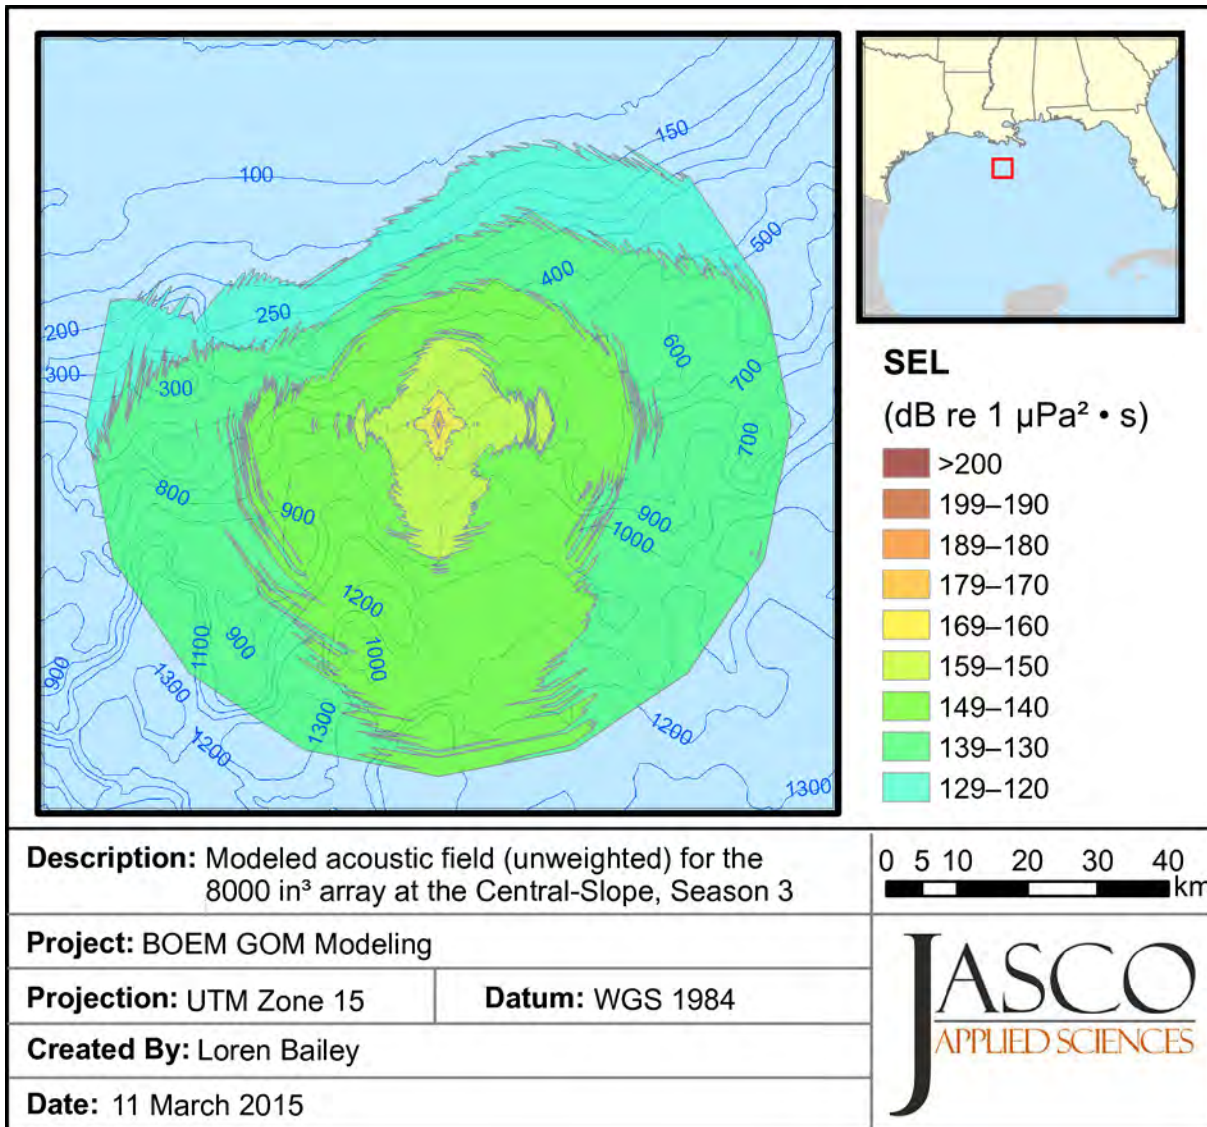 100
150
500
400
250
200
300
300
600
700
700
800
900
900
1000
1200
1000
900
1100
1300
900
1200
1300
1200
1300
SEL
(dB re 1 µPa² • s)
>200
199–190
189–180
179–170
169–160
159–150
149–140
139–130
129–120
Description: Modeled acoustic field (unweighted) for the
8000 in³ array at the Central-Slope, Season 3
0 5 10 20 30 40
km
Project: BOEM GOM Modeling
Projection: UTM Zone 15
Datum: WGS 1984
Created By: Loren Bailey
Date: 11 March 2015
JASCO
APPLIED SCIENCES